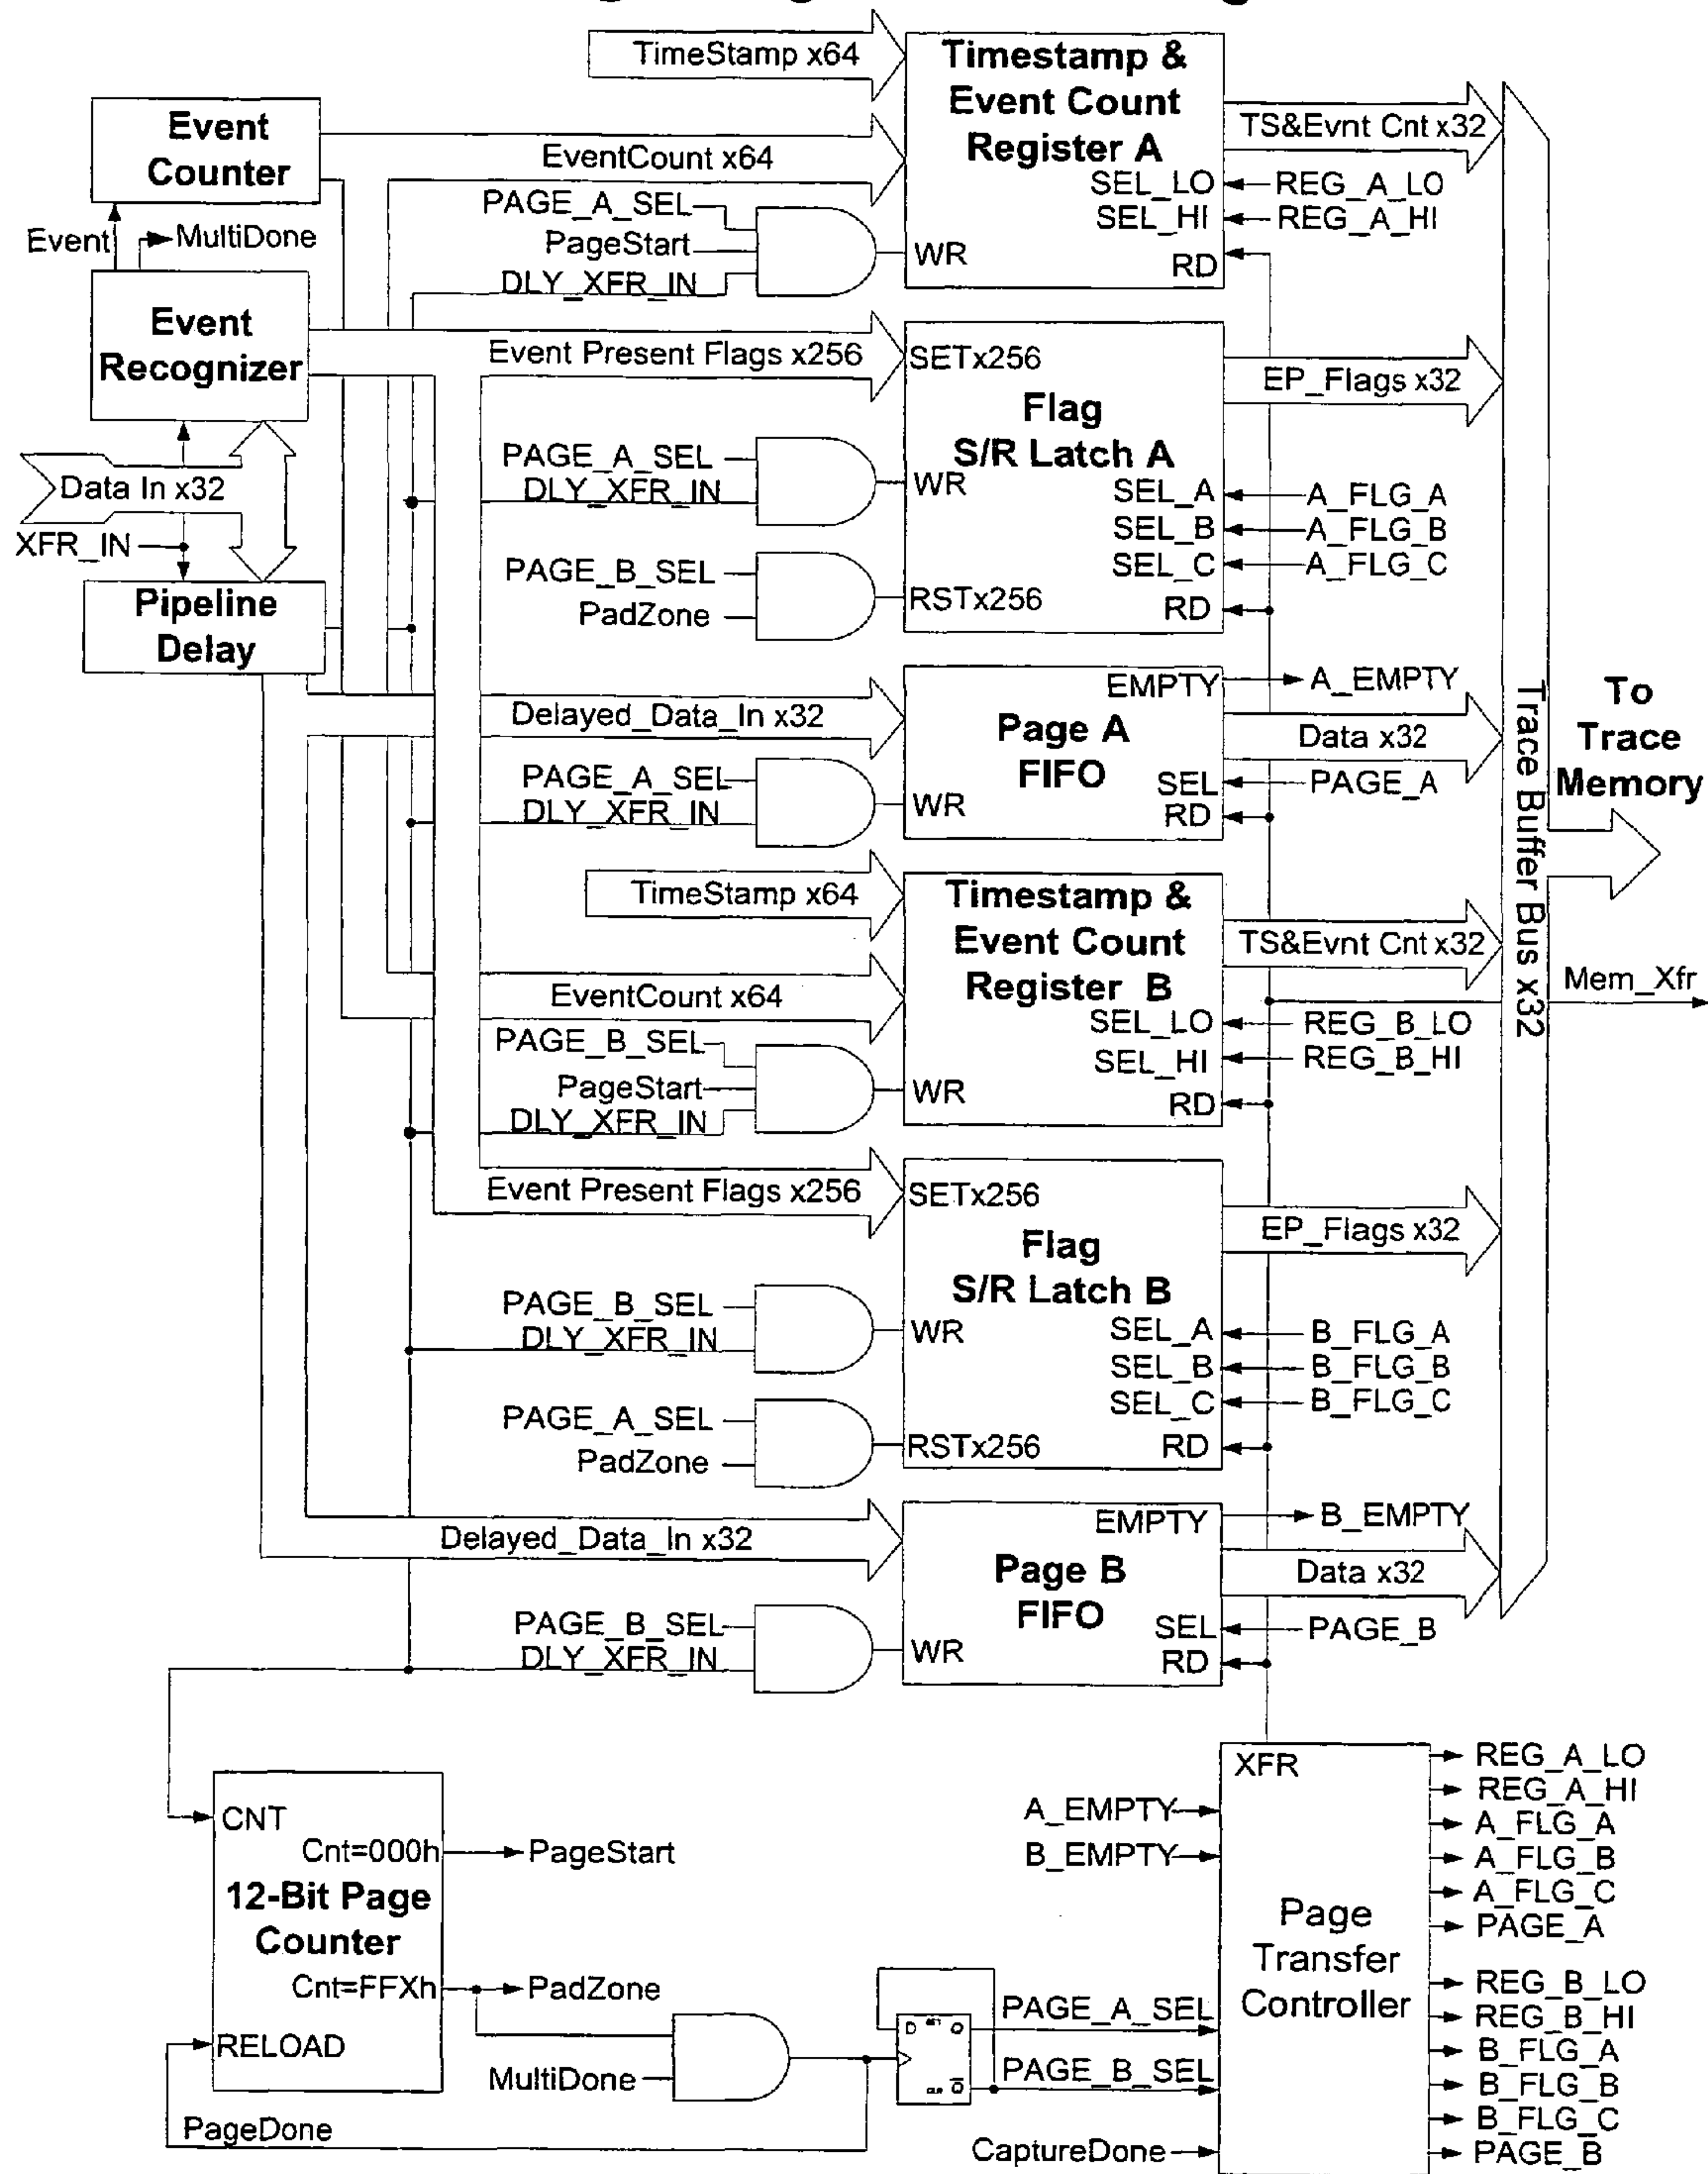 TimeStamp x64
Timestamp &
Event Count
Register A
TS&Evnt Cnt x32
Event
Counter
EventCount x64
SEL_LO
REG_A_LO
PAGE_A_SEL
SEL_HI
REG_A_HI
Event
MultiDone
PageStart
WR
RD
DLY_XFR_IN
Event
Recognizer
Event Present Flags x256
SETx256
EP_Flags x32
Flag
S/R Latch A
PAGE_A_SEL
DLY_XFR_IN
WR
SEL_A
A_FLG_A
Data In x32
SEL_B
A_FLG_B
XFR_IN
SEL_C
A_FLG_C
PAGE_B_SEL
PadZone
RSTx256
RD
Pipeline
Delay
EMPTY
A_EMPTY
Delayed_Data_In x32
Page A
FIFO
Data x32
PAGE_A_SEL
DLY_XFR_IN
WR
SEL
PAGE_A
RD
Trace Buffer Bus x32
To
Trace
Memory
TimeStamp x64
Timestamp &
Event Count
Register B
TS&Evnt Cnt x32
Mem_Xfr
EventCount x64
SEL_LO
REG_B_LO
PAGE_B_SEL
SEL_HI
REG_B_HI
PageStart
WR
RD
DLY_XFR_IN
Event Present Flags x256
SETx256
EP_Flags x32
Flag
S/R Latch B
PAGE_B_SEL
DLY_XFR_IN
WR
SEL_A
B_FLG_A
SEL_B
B_FLG_B
SEL_C
B_FLG_C
PAGE_A_SEL
PadZone
RSTx256
RD
EMPTY
B_EMPTY
Delayed_Data_In x32
Page B
FIFO
Data x32
PAGE_B_SEL
DLY_XFR_IN
WR
SEL
PAGE_B
RD
CNT
Cnt=000h
PageStart
12-Bit Page
Counter
Cnt=FFXh
PadZone
RELOAD
MultiDone
PageDone
D
Q
Q
PAGE_A_SEL
PAGE_B_SEL
CaptureDone
XFR
A_EMPTY
B_EMPTY
Page
Transfer
Controller
REG_A_LO
REG_A_HI
A_FLG_A
A_FLG_B
A_FLG_C
PAGE_A
REG_B_LO
REG_B_HI
B_FLG_A
B_FLG_B
B_FLG_C
PAGE_B